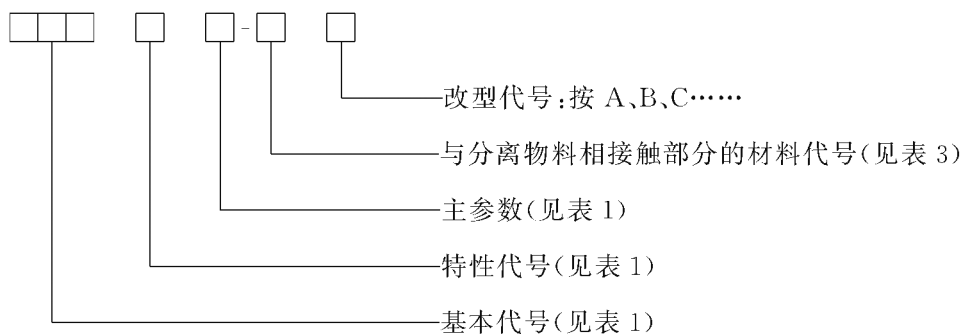 -
改型代号:按 A、B、C……
与分离物料相接触部分的材料代号(见表 3)
主参数(见表 1)
特性代号(见表 1)
基本代号(见表 1)